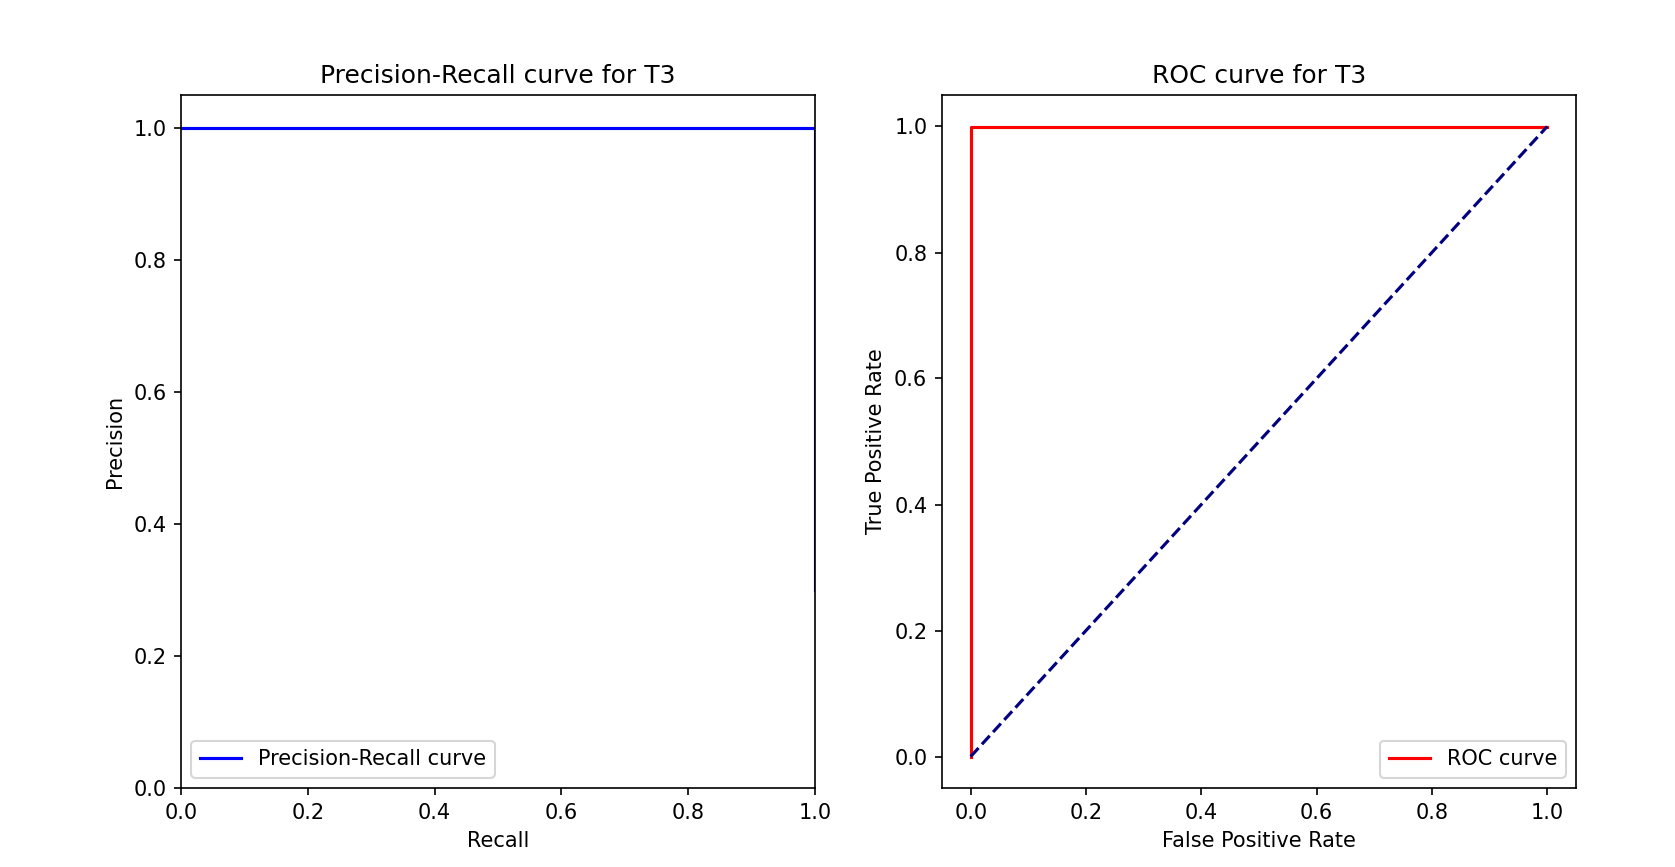 Precision-Recall curve for T3
1.0
0.8
0.6
0.4
0.2
0.0
Precision
0.0 0.2 0.4 0.6 0.8 1.0
Recall
Precision-Recall curve
ROC curve for T3
1.0
0.8
0.6
0.4
0.2
0.0
True Positive Rate
0.0 0.2 0.4 0.6 0.8 1.0
False Positive Rate
ROC curve